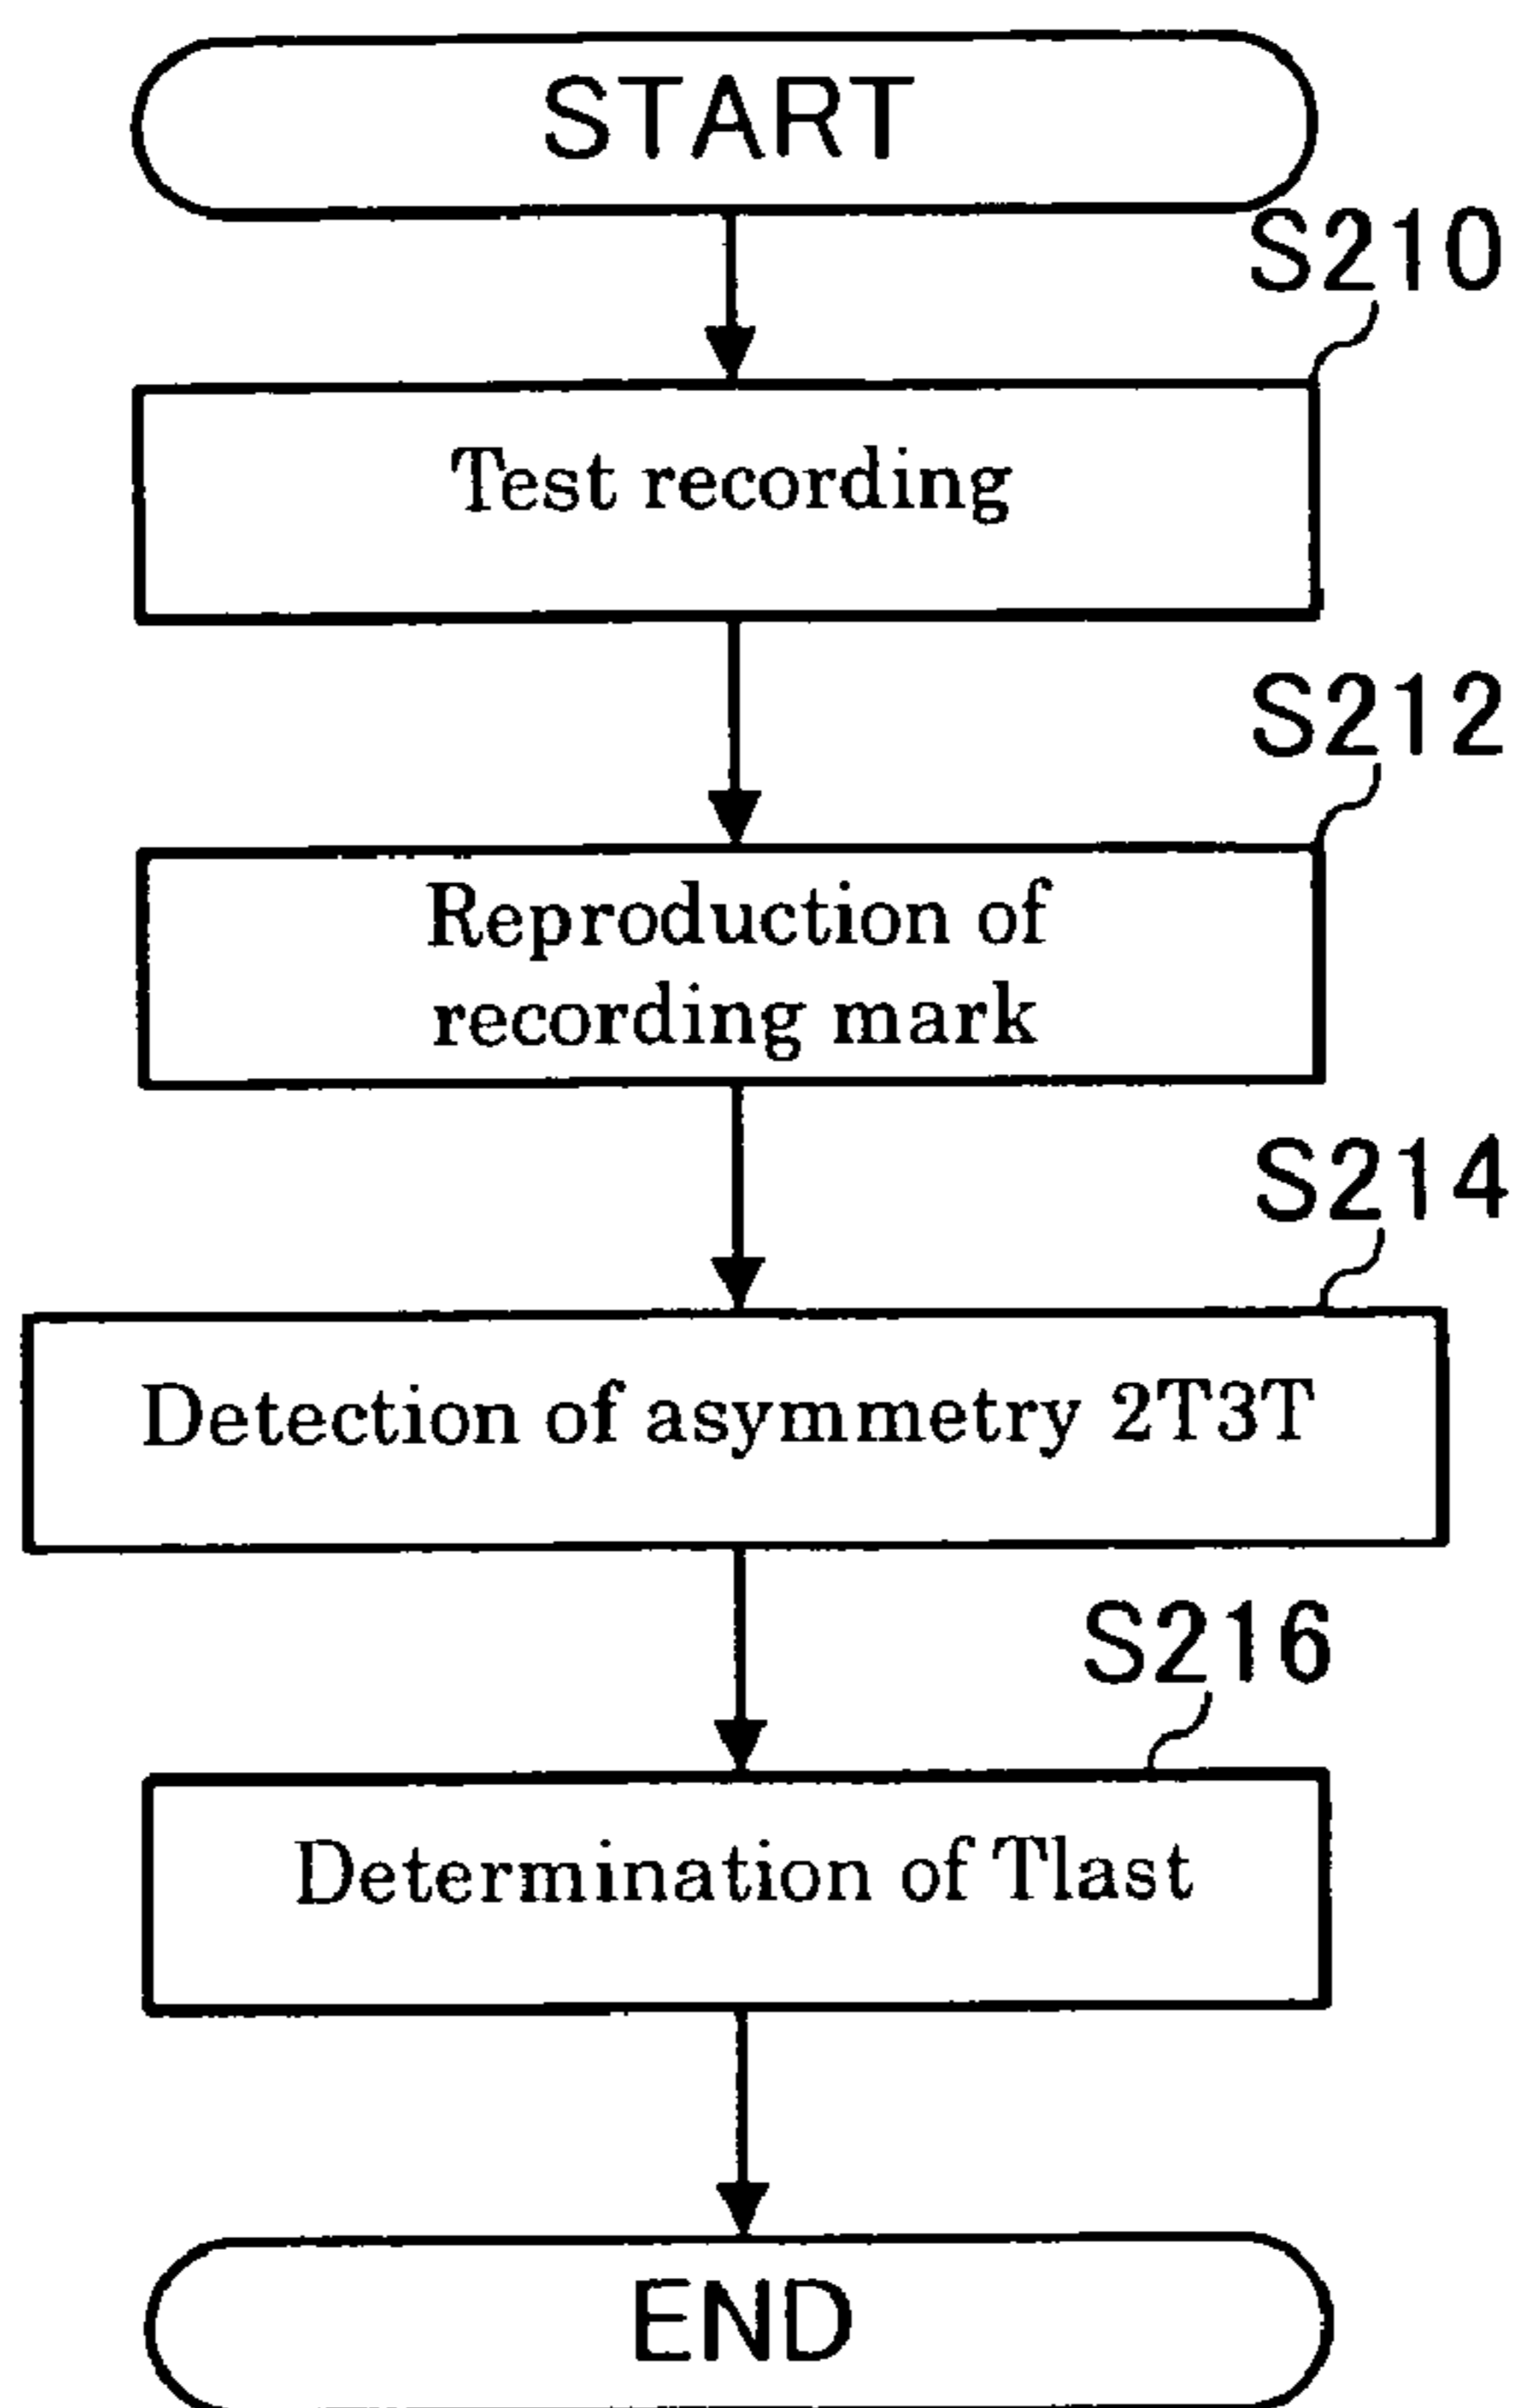 START
S210
Test recording
S212
Reproduction of
recording mark
S214
Detection of asymmetry 2T3T
S216
Determination of Tlast
END